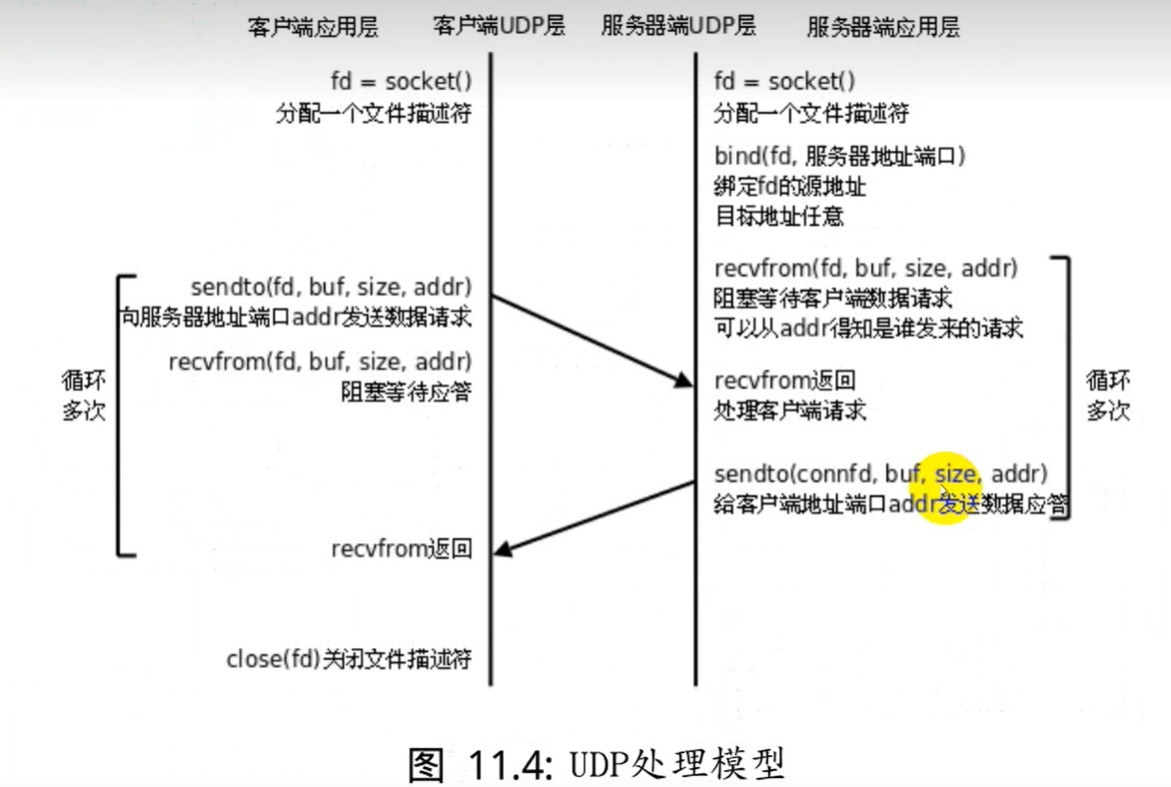 客户端应用层 客户端UDP层 服务器端UDP层 服务器端应用层
fd = socket()
分配一个文件描述符
fd = socket()
分配一个文件描述符
bind(fd, 服务器地址端口)
绑定fd的源地址
目标地址任意
sendto(fd, buf, size, addr)
向服务器地址端口addr发送数据请求
recvfrom(fd, buf, size, addr)
阻塞等待应答
循环
多次
recvfrom(fd, buf, size, addr)
阻塞等待客户端数据请求
可以从addr得知是谁发来的请求
recvfrom返回
处理客户端请求
循环
多次
sendto(connfd, buf, size, addr)
给客户端地址端口addr发送数据应答
recvfrom返回
close(fd)关闭文件描述符
图 11.4: UDP处理模型